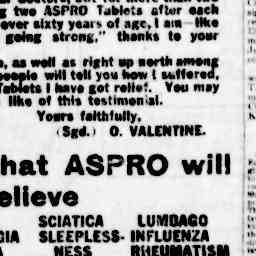 two ASPRO Tablets after each
over sixty years of age, I am—like
going strong," thanks to your
as well as right up north among
people will tell you how I suffered,
Tablets I have got relief. You may
like of this testimonial.
Yours faithfully,
(Sgd.) O. VALENTINE.
hat ASPRO will
elieve
SCIATICA LUMBAGO
GIA SLEEPLESS- INFLUENZA
NESS RHEUMATISM